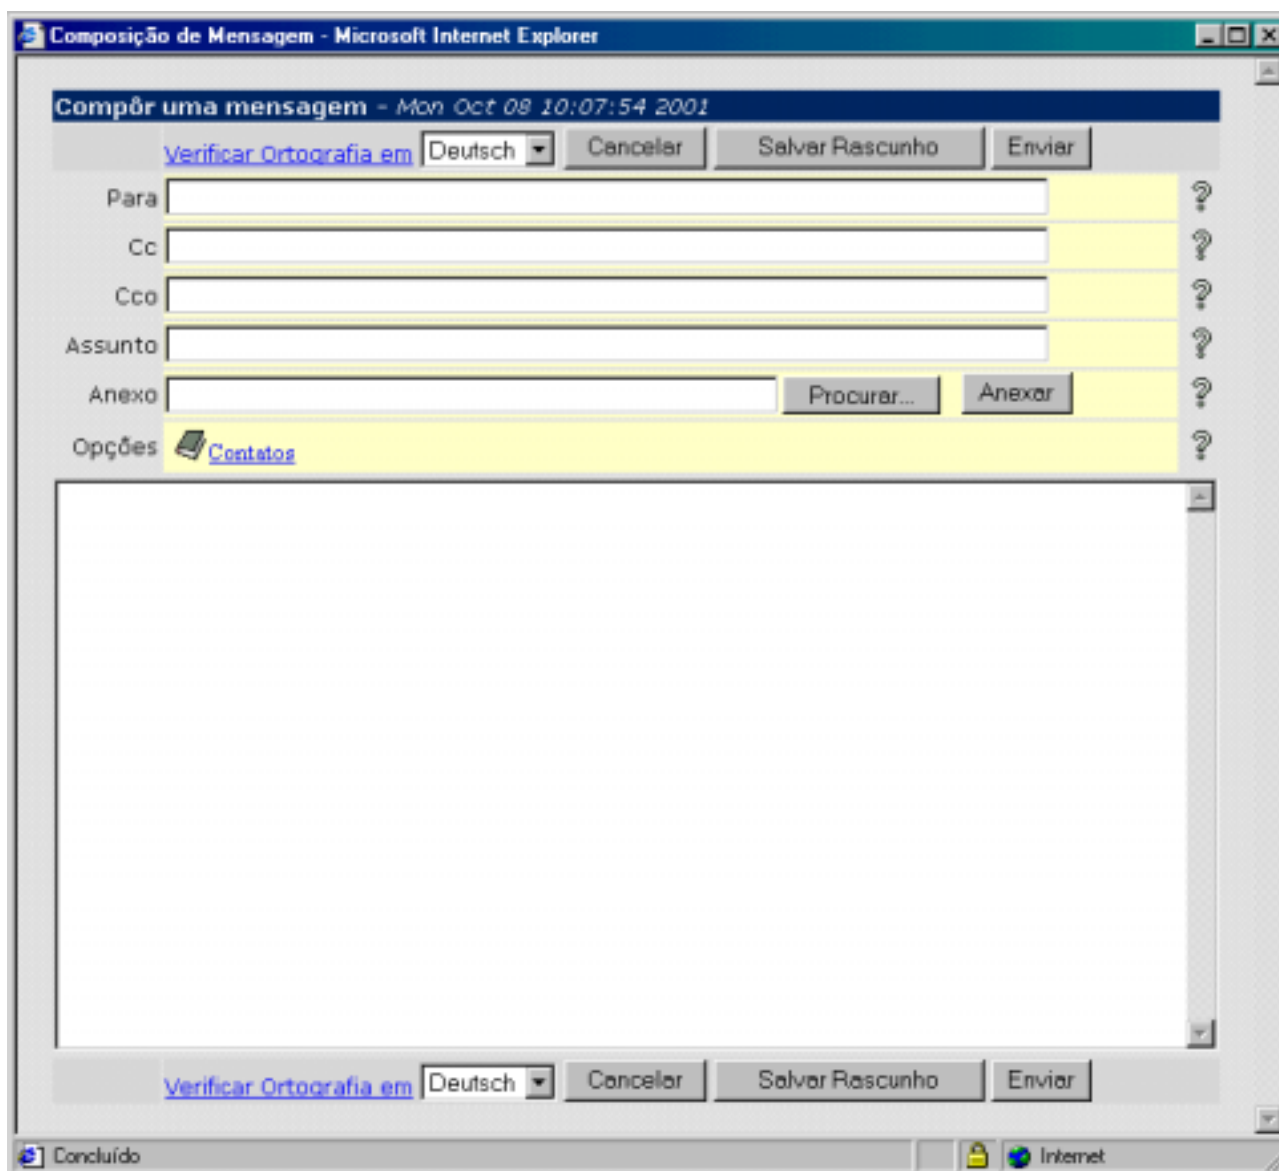 Composição de Mensagem - Microsoft Internet Explorer
Compôr uma mensagem - Mon Oct 08 10:07:54 2001
Verificar Ortografia em Deutsch Cancelar Salvar Rascunho Enviar
Para
Cc
Cco
Assunto
Anexo Procurar... Anexar
Opções Contatos
Verificar Ortografia em Deutsch Cancelar Salvar Rascunho Enviar
Concluído Internet